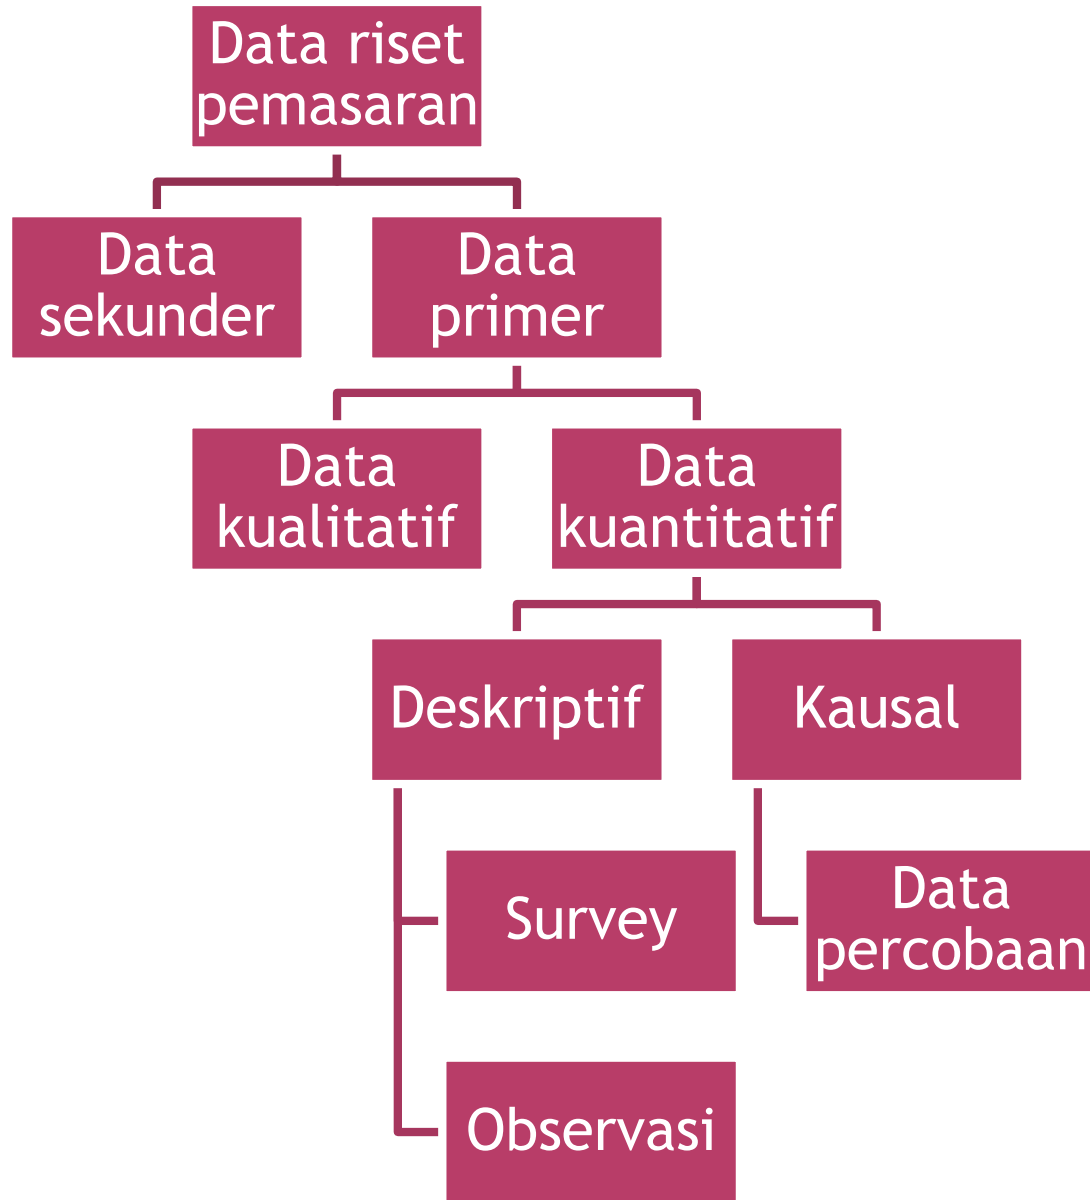 Data riset
pemasaran
Data
sekunder
Data
primer
Data
kualitatif
Data
kuantitatif
Deskriptif
Kausal
Survey
Data
percobaan
Observasi